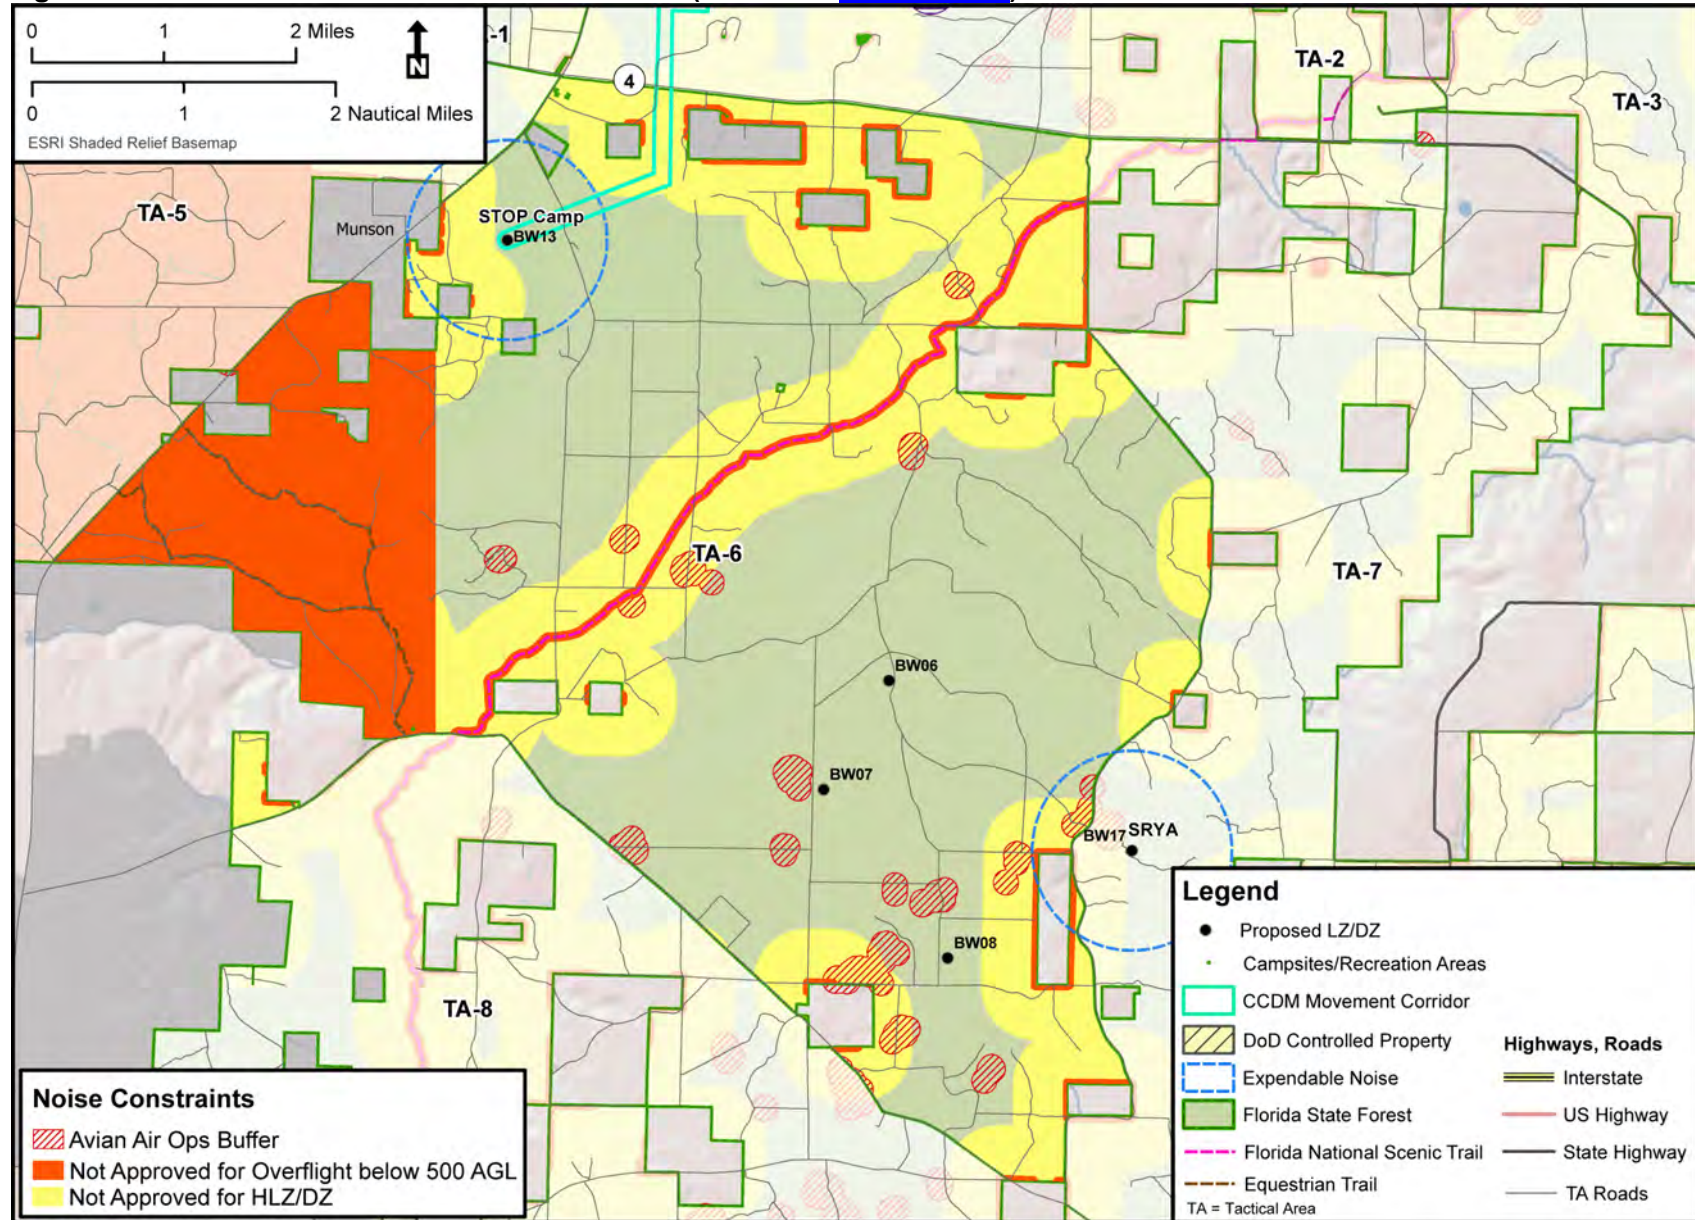 0 1 2 Miles
N
0 1 2 Nautical Miles
ESRI Shaded Relief Basemap
-1
4
TA-2
TA-3
TA-5
Munson
STOP Camp
BW13
TA-6
TA-7
BW06
BW07
BW17 SRYA
BW08
TA-8
Noise Constraints
Avian Air Ops Buffer
Not Approved for Overflight below 500 AGL
Not Approved for HLZ/DZ
Legend
Proposed LZ/DZ
Campsites/Recreation Areas
CCDM Movement Corridor
DoD Controlled Property
Expendable Noise
Florida State Forest
Florida National Scenic Trail
Equestrian Trail
TA = Tactical Area
Highways, Roads
Interstate
US Highway
State Highway
TA Roads